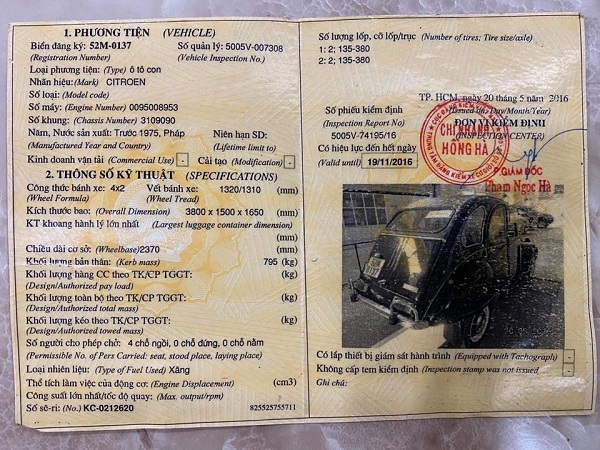 1. PHƯƠNG TIỆN (VEHICLE)
Biển đăng ký: 52M-0137 Số quản lý: 5005V-007308
(Registration Number) (Vehicle Inspection No.)
Loại phương tiện: (Type) ô tô con
Nhãn hiệu: (Mark) CITROEN
Số loại: (Model code)
Số máy: (Engine Number) 0095008953
Số khung: (Chassis Number) 3109090
Năm, Nước sản xuất: Trước 1975, Pháp Niên hạn SD:
(Manufactured Year and Country) (Lifetime limit to)
Kinh doanh vận tải (Commercial Use) - Cải tạo (Modification) -
2. THÔNG SỐ KỸ THUẬT (SPECIFICATIONS)
Công thức bánh xe: 4x2 Vết bánh xe: 1320/1310 (mm)
(Wheel Formula) (Wheel Tread)
Kích thước bao: (Overall Dimension) 3800 x 1500 x 1650 (mm)
KT khoang hành lý lớn nhất (Largest luggage container dimension)
(mm)
Chiều dài cơ sở: (Wheelbase) 2370 (mm)
Khối lượng bản thân: (Kerb mass) 795 (kg)
Khối lượng hàng CC theo TK/CP TGGT: (kg)
(Design/Authorized pay load)
Khối lượng toàn bộ theo TK/CP TGGT: (kg)
(Design/Authorized total mass)
Khối lượng kéo theo TK/CP TGGT: (kg)
(Design/Authorized towed mass)
Số người cho phép chở: 4 chỗ ngồi, 0 chỗ đứng, 0 chỗ nằm
(Permissible No. of Pers Carried: seat, stood place, laying place)
Loại nhiên liệu: (Type of Fuel Used) Xăng
Thể tích làm việc của động cơ: (Engine Displacement) (cm3)
Công suất lớn nhất/tốc độ quay: (Max. output/rpm)
Số sê-ri: (No.) KC-0212620 825525755711
Số lượng lốp, cỡ lốp/trục (Number of tires; Tire size/axle)
1: 2; 135-380
2: 2; 135-380
TP. HCM, ngày 20 tháng 5 năm 2016
Số phiếu kiểm định (Issued on: Day/Month/Year)
(Inspection Report No) ĐƠN VỊ KIỂM ĐỊNH
5005V-74195/16 (INSPECTION CENTER)
Có hiệu lực đến hết ngày
(Valid until) 19/11/2016
CHI NHÁNH
HỒNG HÀ
P.GIÁM ĐỐC
Phạm Ngọc Hà
Có lắp thiết bị giám sát hành trình (Equipped with Tachograph) -
Không cấp tem kiểm định (Inspection stamp was not issued) -
Ghi chú: